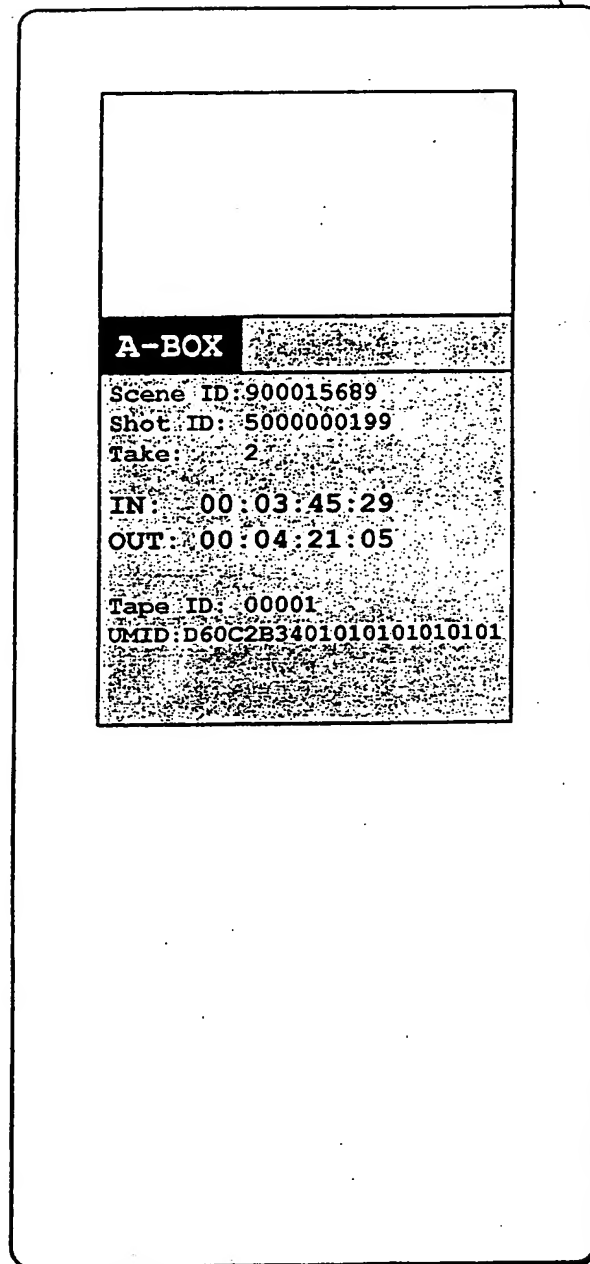 A-BOX
Scene ID:900015689
Shot ID: 5000000199
Take: 2
IN: 00:03:45:29
OUT: 00:04:21:05
Tape ID: 00001
UMID:D60C2B3401010101010101